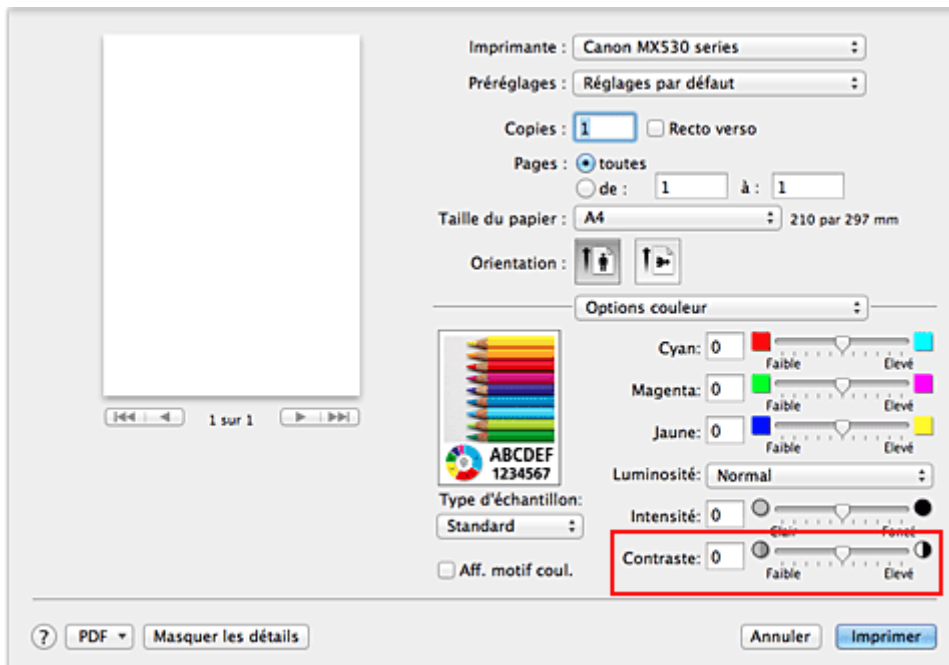 Imprimante : Canon MX530 series
Préréglages : Réglages par défaut
Copies : 1 Recto verso
Pages : toutes
de : 1 à : 1
Taille du papier : A4 210 par 297 mm
Orientation :
Options couleur
1 sur 1
ABCDEF
1234567
Type d'échantillon:
Standard
Aff. motif coul.
Cyan: 0
Faible Elevé
Magenta: 0
Faible Elevé
Jaune: 0
Faible Elevé
Luminosité: Normal
Intensité: 0
Clair Foncé
Contraste: 0
Faible Elevé
? PDF Masquer les détails Annuler Imprimer